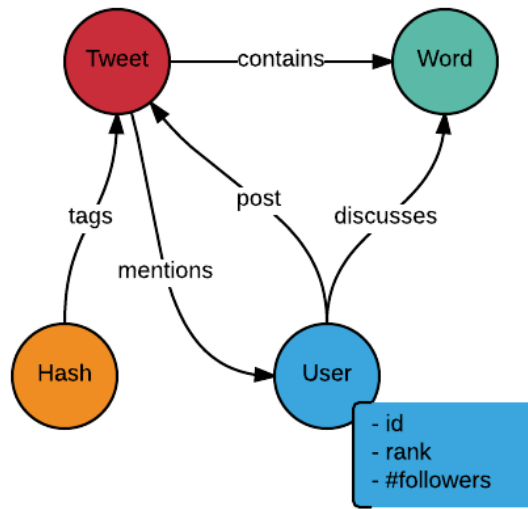 Tweet
contains
Word
tags
post
discusses
mentions
Hash
User
- id
- rank
- #followers